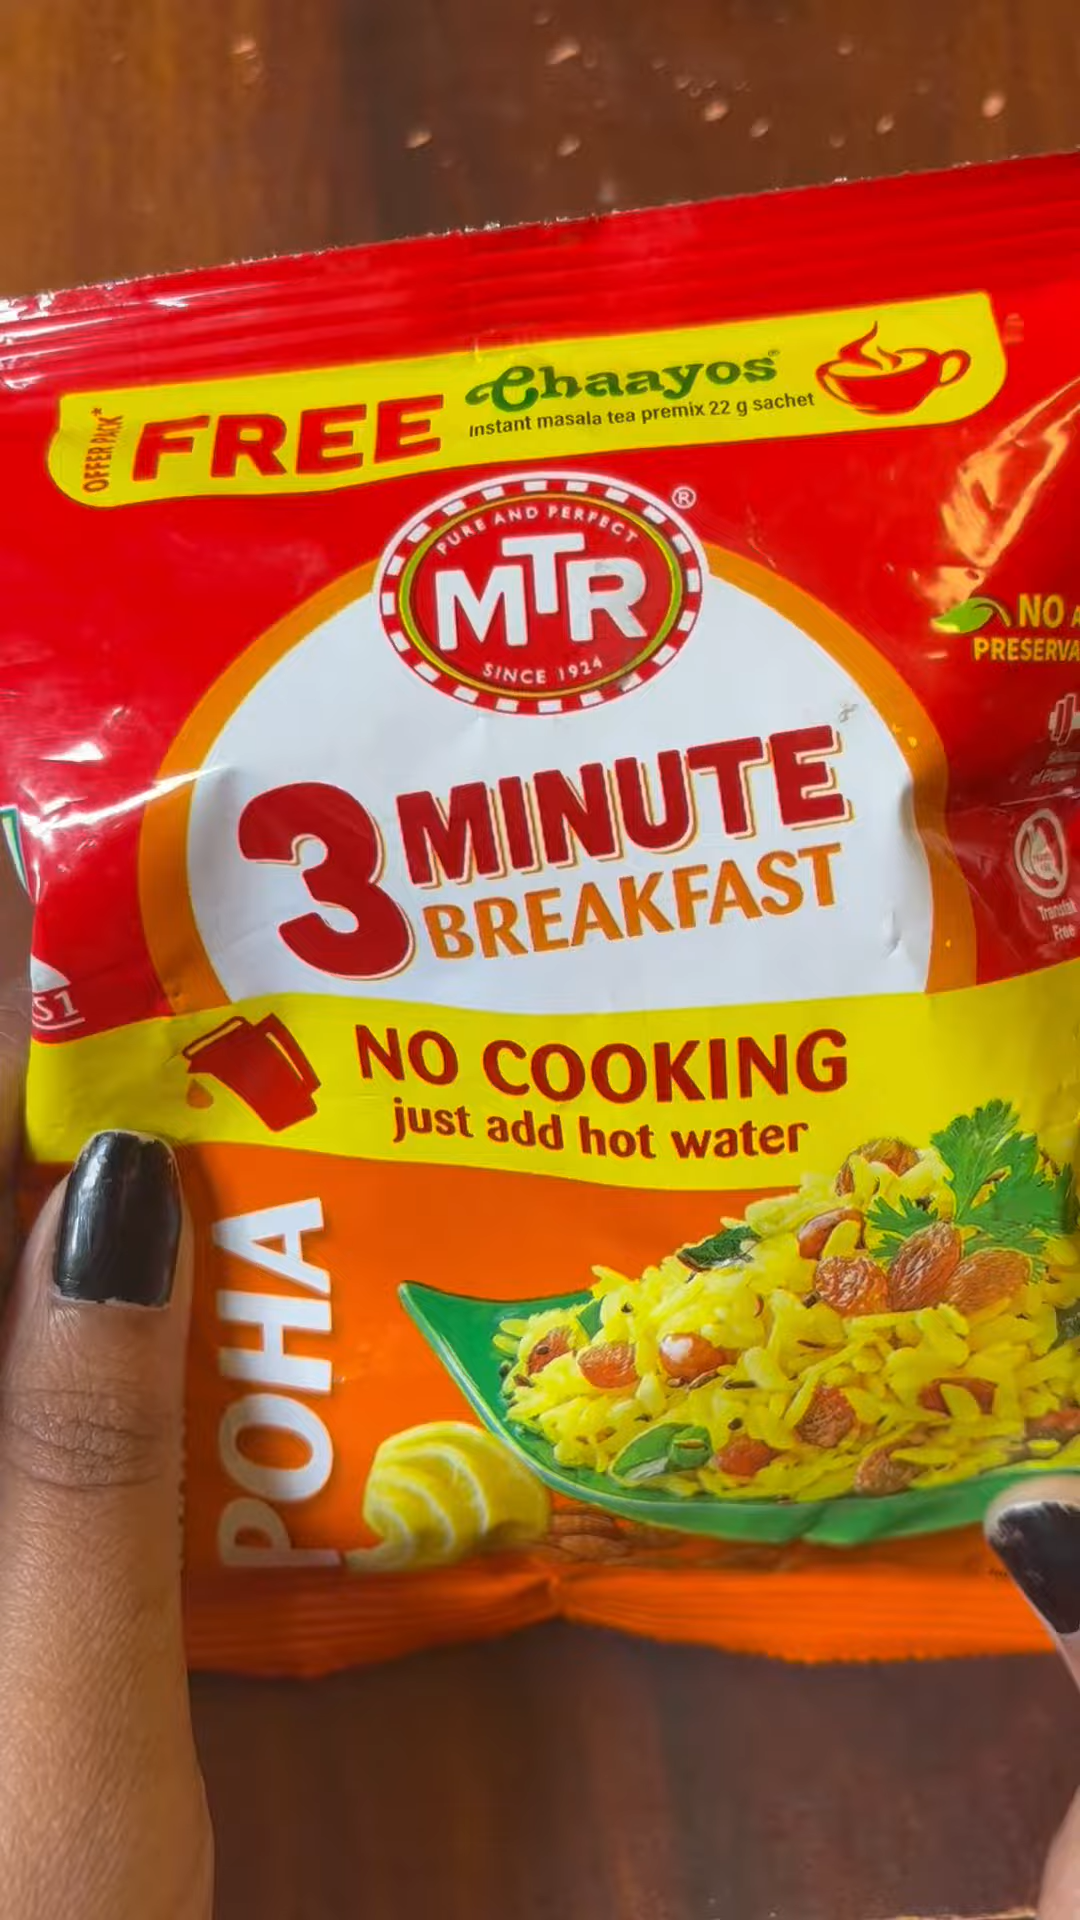 OFFER PACK*
FREE
Chaayos®
Instant masala tea premix 22 g sachet
PURE AND PERFECT
MTR®
SINCE 1924
NO
PRESERVA
3 MINUTE
BREAKFAST
Transfat
Free
S1
NO COOKING
just add hot water
POHA